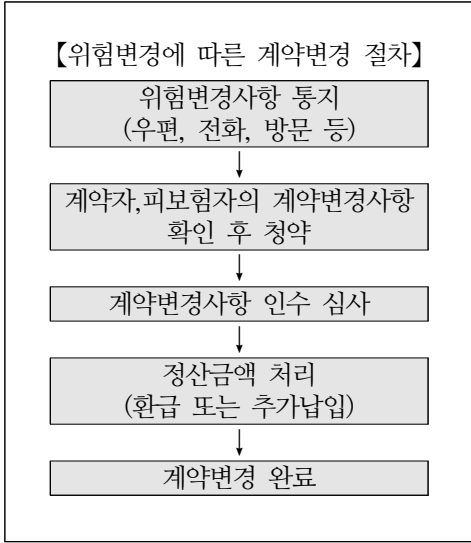 【위험변경에 따른 계약변경 절차】
위험변경사항 통지
(우편, 전화, 방문 등)
계약자,피보험자의 계약변경사항
확인 후 청약
계약변경사항 인수 심사
정산금액 처리
(환급 또는 추가납입)
계약변경 완료